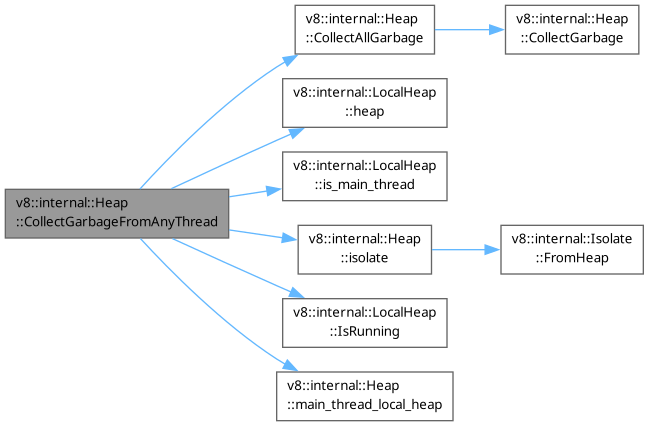 v8::internal::Heap
::CollectAllGarbage
v8::internal::Heap
::CollectGarbage
v8::internal::LocalHeap
::heap
v8::internal::LocalHeap
::is_main_thread
v8::internal::Heap
::CollectGarbageFromAnyThread
v8::internal::Heap
::isolate
v8::internal::Isolate
::FromHeap
v8::internal::LocalHeap
::IsRunning
v8::internal::Heap
::main_thread_local_heap